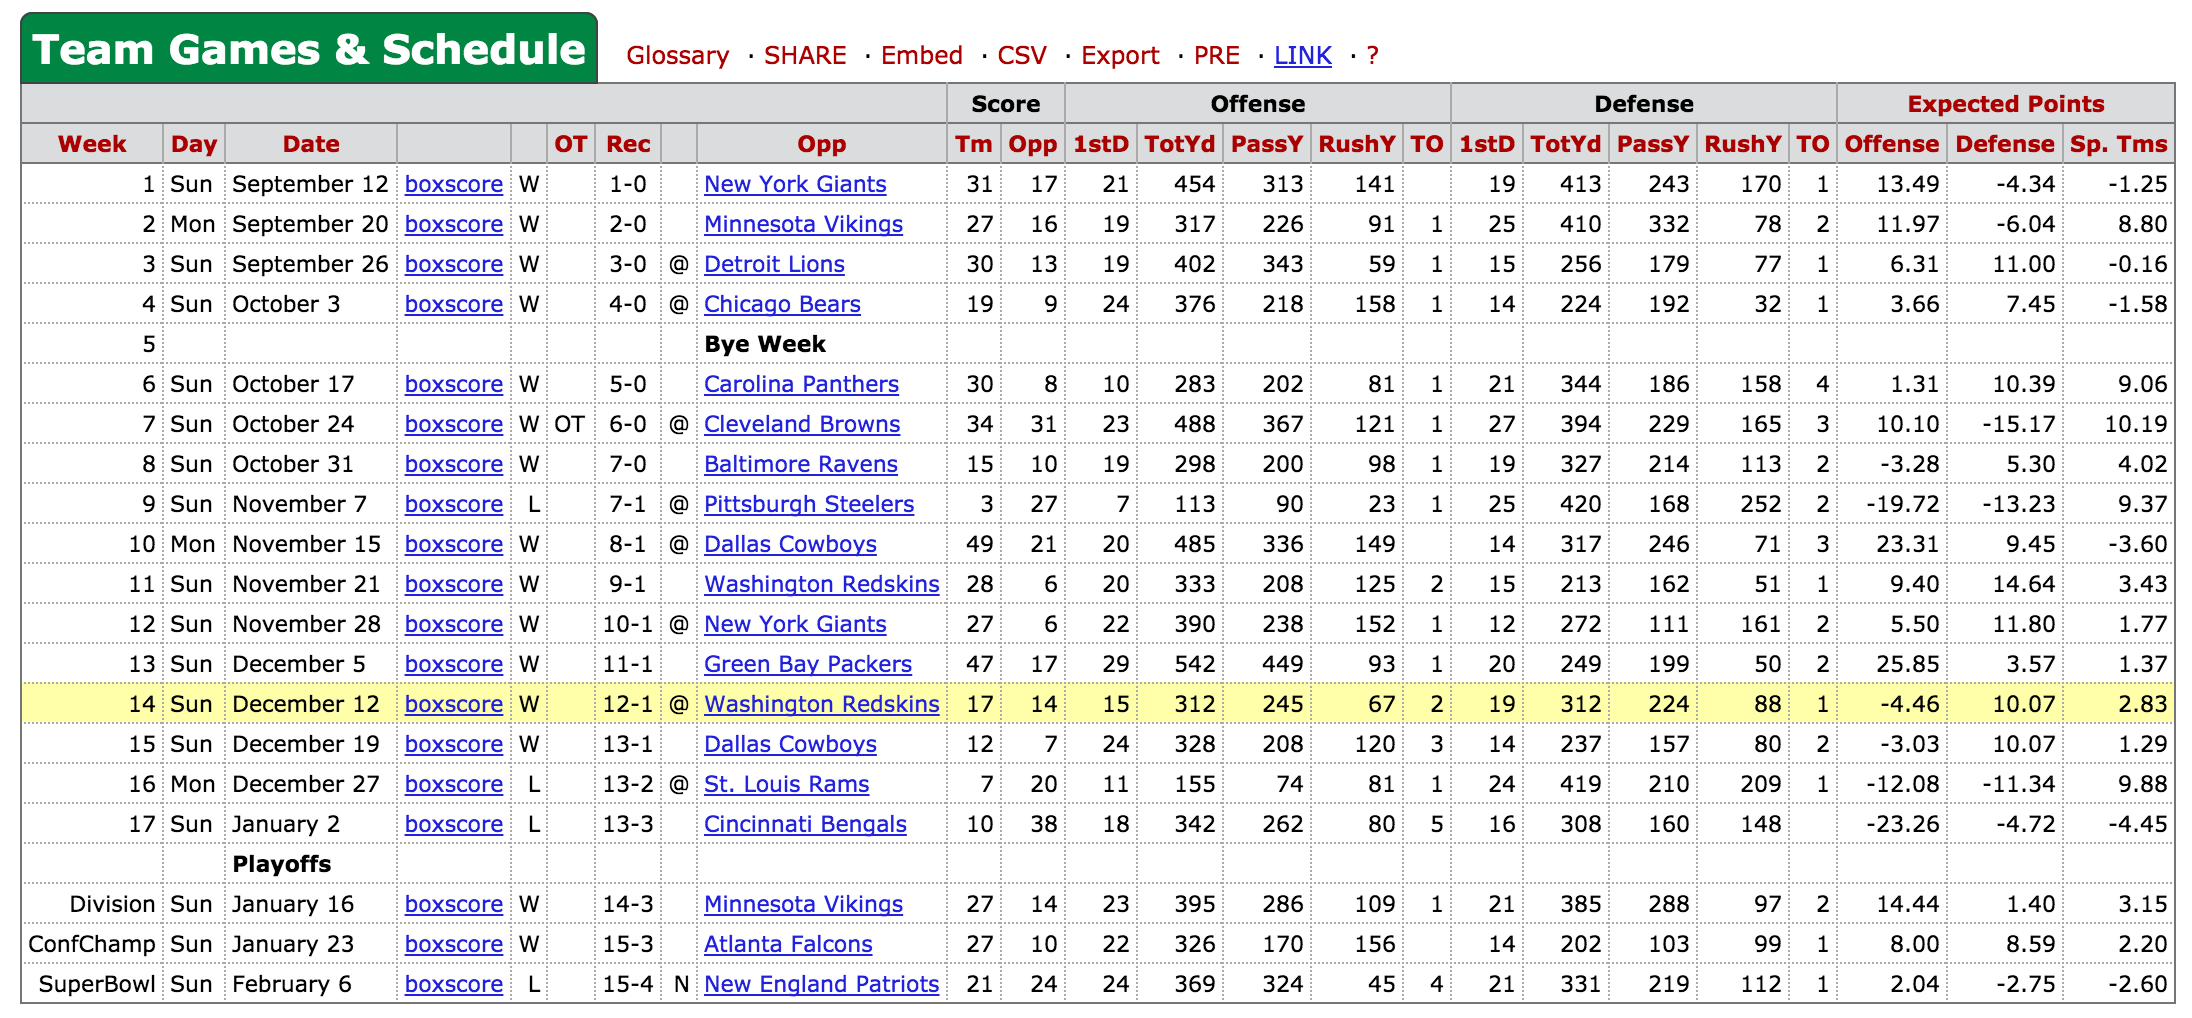 Team Games & Schedule Glossary · SHARE · Embed · CSV · Export · PRE · LINK · ?
Score Offense Defense Expected Points
Week Day Date OT Rec Opp Tm Opp 1stD TotYd PassY RushY TO 1stD TotYd PassY RushY TO Offense Defense Sp. Tms
1 Sun September 12 boxscore W 1-0 New York Giants 31 17 21 454 313 141 19 413 243 170 1 13.49 -4.34 -1.25
2 Mon September 20 boxscore W 2-0 Minnesota Vikings 27 16 19 317 226 91 1 25 410 332 78 2 11.97 -6.04 8.80
3 Sun September 26 boxscore W 3-0 @ Detroit Lions 30 13 19 402 343 59 1 15 256 179 77 1 6.31 11.00 -0.16
4 Sun October 3 boxscore W 4-0 @ Chicago Bears 19 9 24 376 218 158 1 14 224 192 32 1 3.66 7.45 -1.58
5 Bye Week
6 Sun October 17 boxscore W 5-0 Carolina Panthers 30 8 10 283 202 81 1 21 344 186 158 4 1.31 10.39 9.06
7 Sun October 24 boxscore W OT 6-0 @ Cleveland Browns 34 31 23 488 367 121 1 27 394 229 165 3 10.10 -15.17 10.19
8 Sun October 31 boxscore W 7-0 Baltimore Ravens 15 10 19 298 200 98 1 19 327 214 113 2 -3.28 5.30 4.02
9 Sun November 7 boxscore L 7-1 @ Pittsburgh Steelers 3 27 7 113 90 23 1 25 420 168 252 2 -19.72 -13.23 9.37
10 Mon November 15 boxscore W 8-1 @ Dallas Cowboys 49 21 20 485 336 149 14 317 246 71 3 23.31 9.45 -3.60
11 Sun November 21 boxscore W 9-1 Washington Redskins 28 6 20 333 208 125 2 15 213 162 51 1 9.40 14.64 3.43
12 Sun November 28 boxscore W 10-1 @ New York Giants 27 6 22 390 238 152 1 12 272 111 161 2 5.50 11.80 1.77
13 Sun December 5 boxscore W 11-1 Green Bay Packers 47 17 29 542 449 93 1 20 249 199 50 2 25.85 3.57 1.37
14 Sun December 12 boxscore W 12-1 @ Washington Redskins 17 14 15 312 245 67 2 19 312 224 88 1 -4.46 10.07 2.83
15 Sun December 19 boxscore W 13-1 Dallas Cowboys 12 7 24 328 208 120 3 14 237 157 80 2 -3.03 10.07 1.29
16 Mon December 27 boxscore L 13-2 @ St. Louis Rams 7 20 11 155 74 81 1 24 419 210 209 1 -12.08 -11.34 9.88
17 Sun January 2 boxscore L 13-3 Cincinnati Bengals 10 38 18 342 262 80 5 16 308 160 148 -23.26 -4.72 -4.45
Playoffs
Division Sun January 16 boxscore W 14-3 Minnesota Vikings 27 14 23 395 286 109 1 21 385 288 97 2 14.44 1.40 3.15
ConfChamp Sun January 23 boxscore W 15-3 Atlanta Falcons 27 10 22 326 170 156 14 202 103 99 1 8.00 8.59 2.20
SuperBowl Sun February 6 boxscore L 15-4 N New England Patriots 21 24 24 369 324 45 4 21 331 219 112 1 2.04 -2.75 -2.60